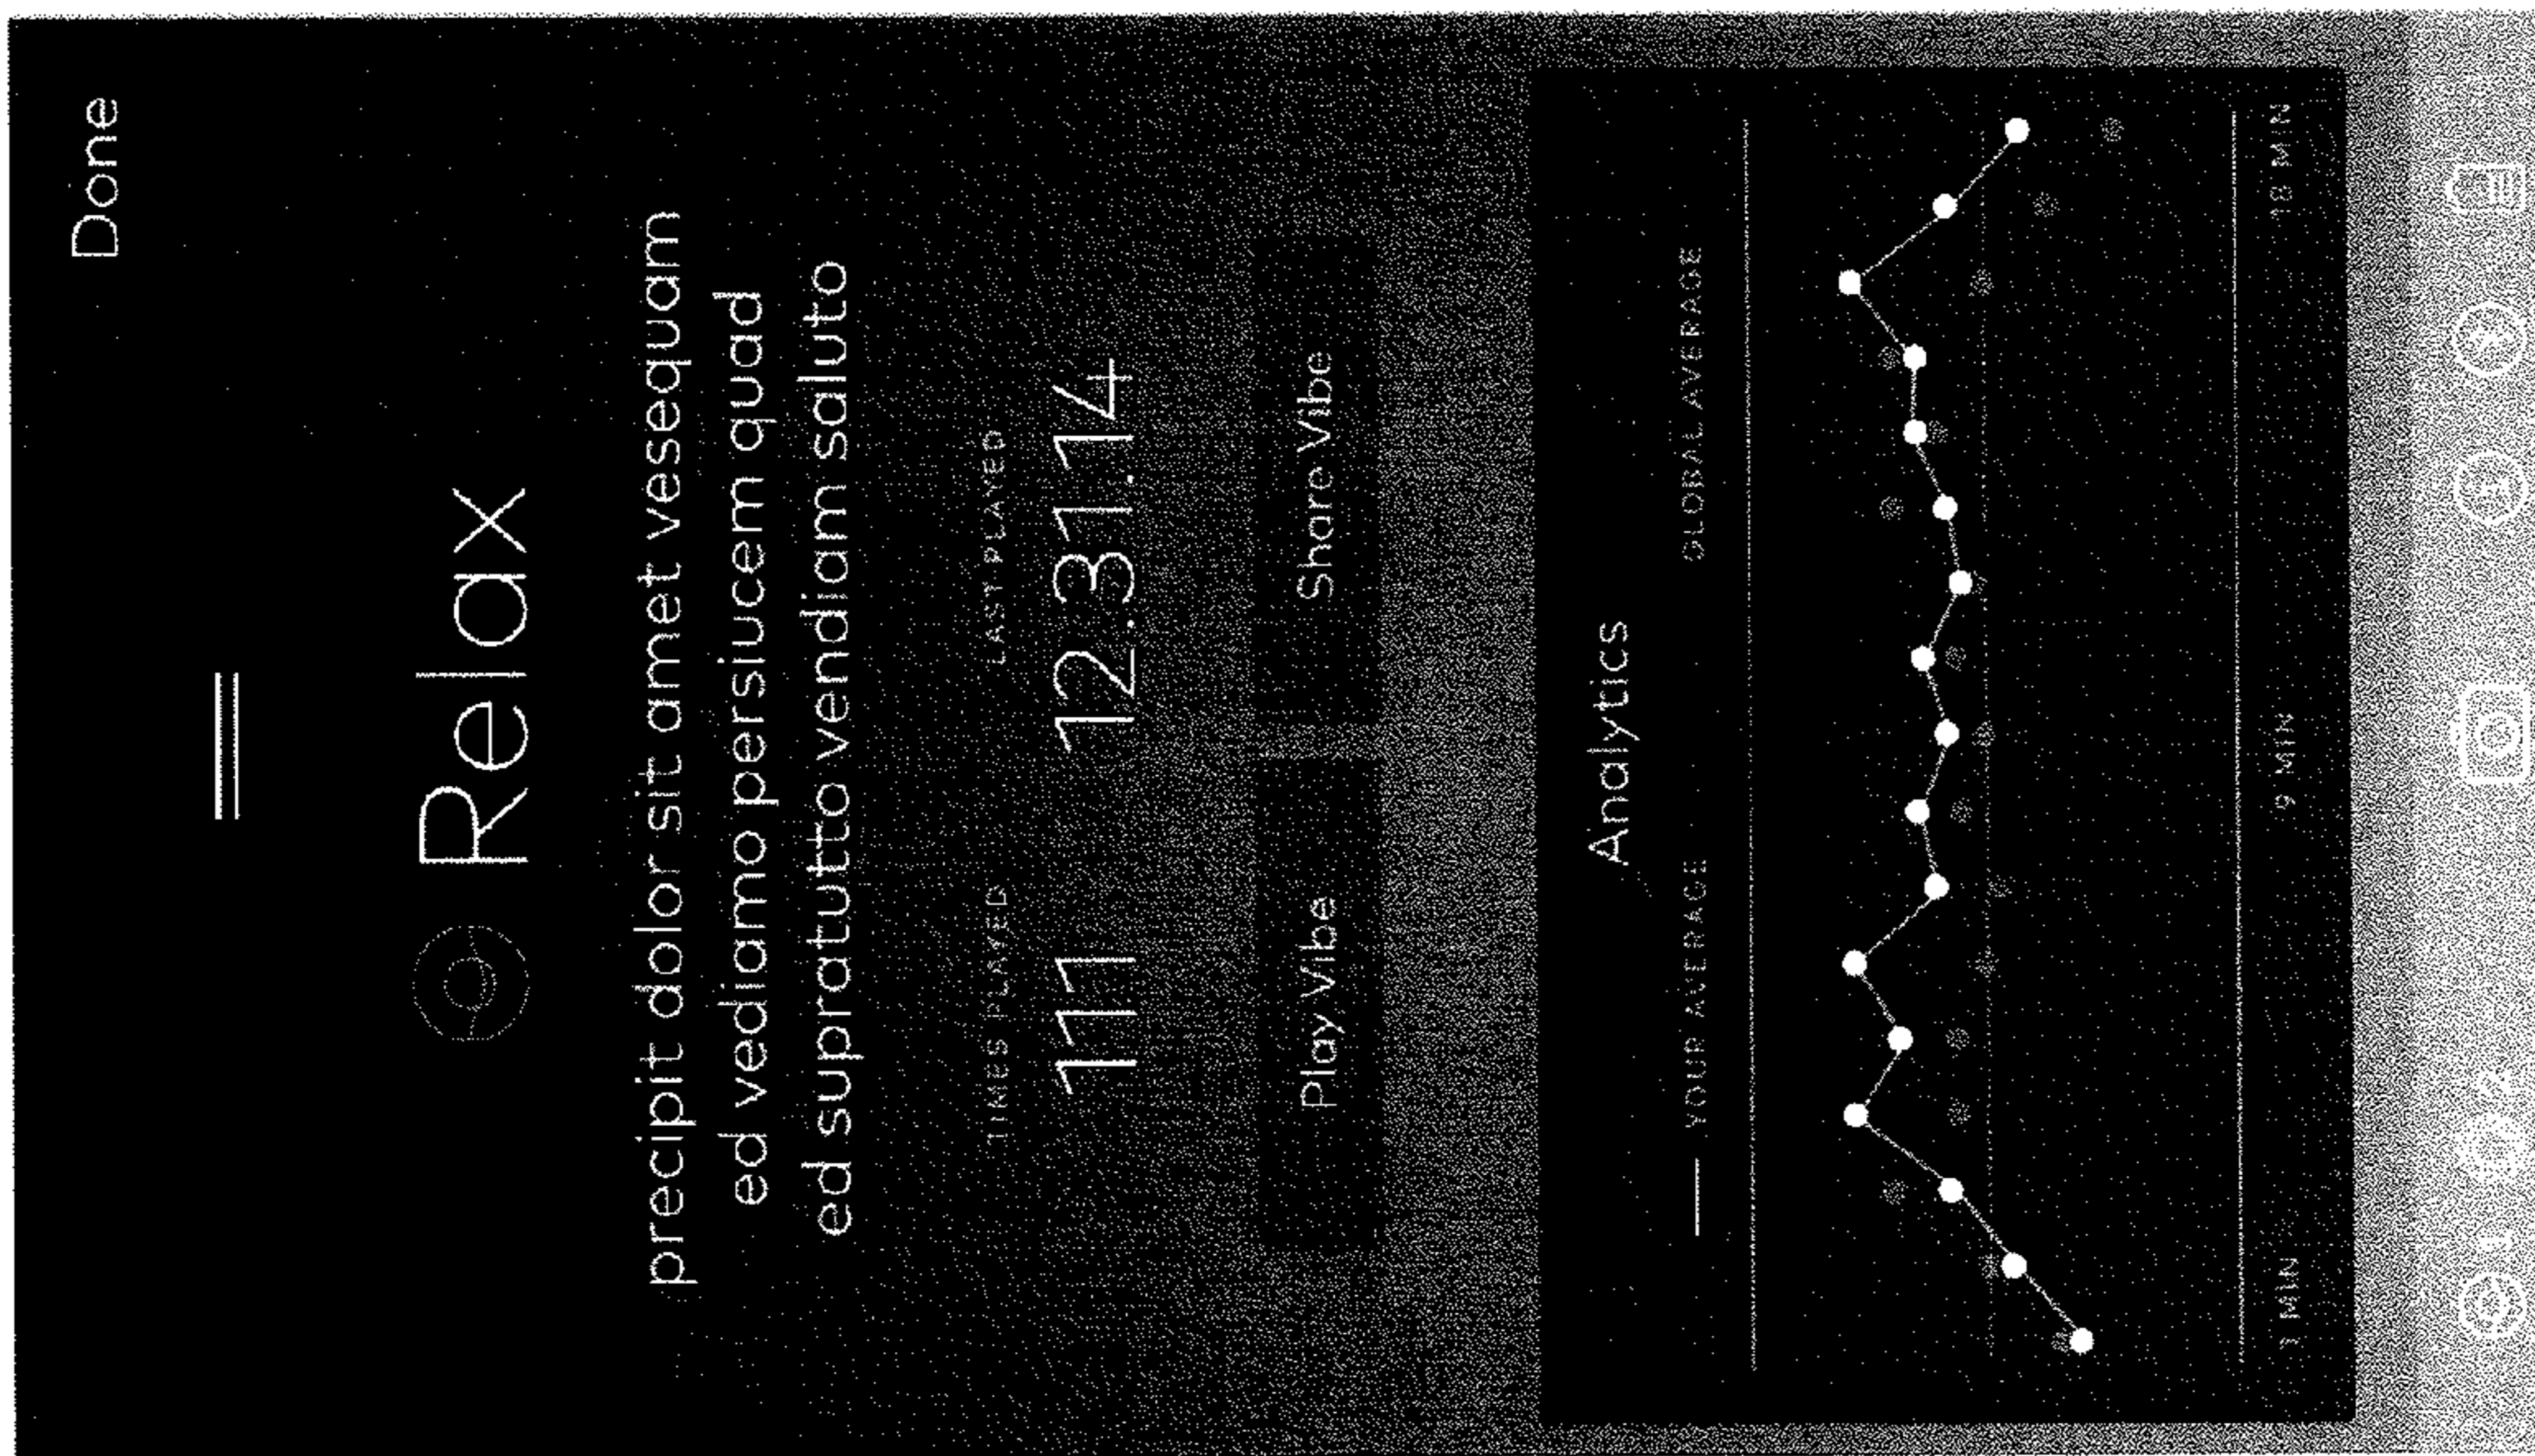 Done
Relax
precipit dolor sit amet vesequam
ed vediamo persiucem quad
ed supratutto vendiam saluto
TIMES PLAYED LAST PLAYED
111 12.31.14
Play Vibe Share Vibe
Analytics
YOUR AVERAGE GLOBAL AVERAGE
1 MIN 9 MIN 18 MIN